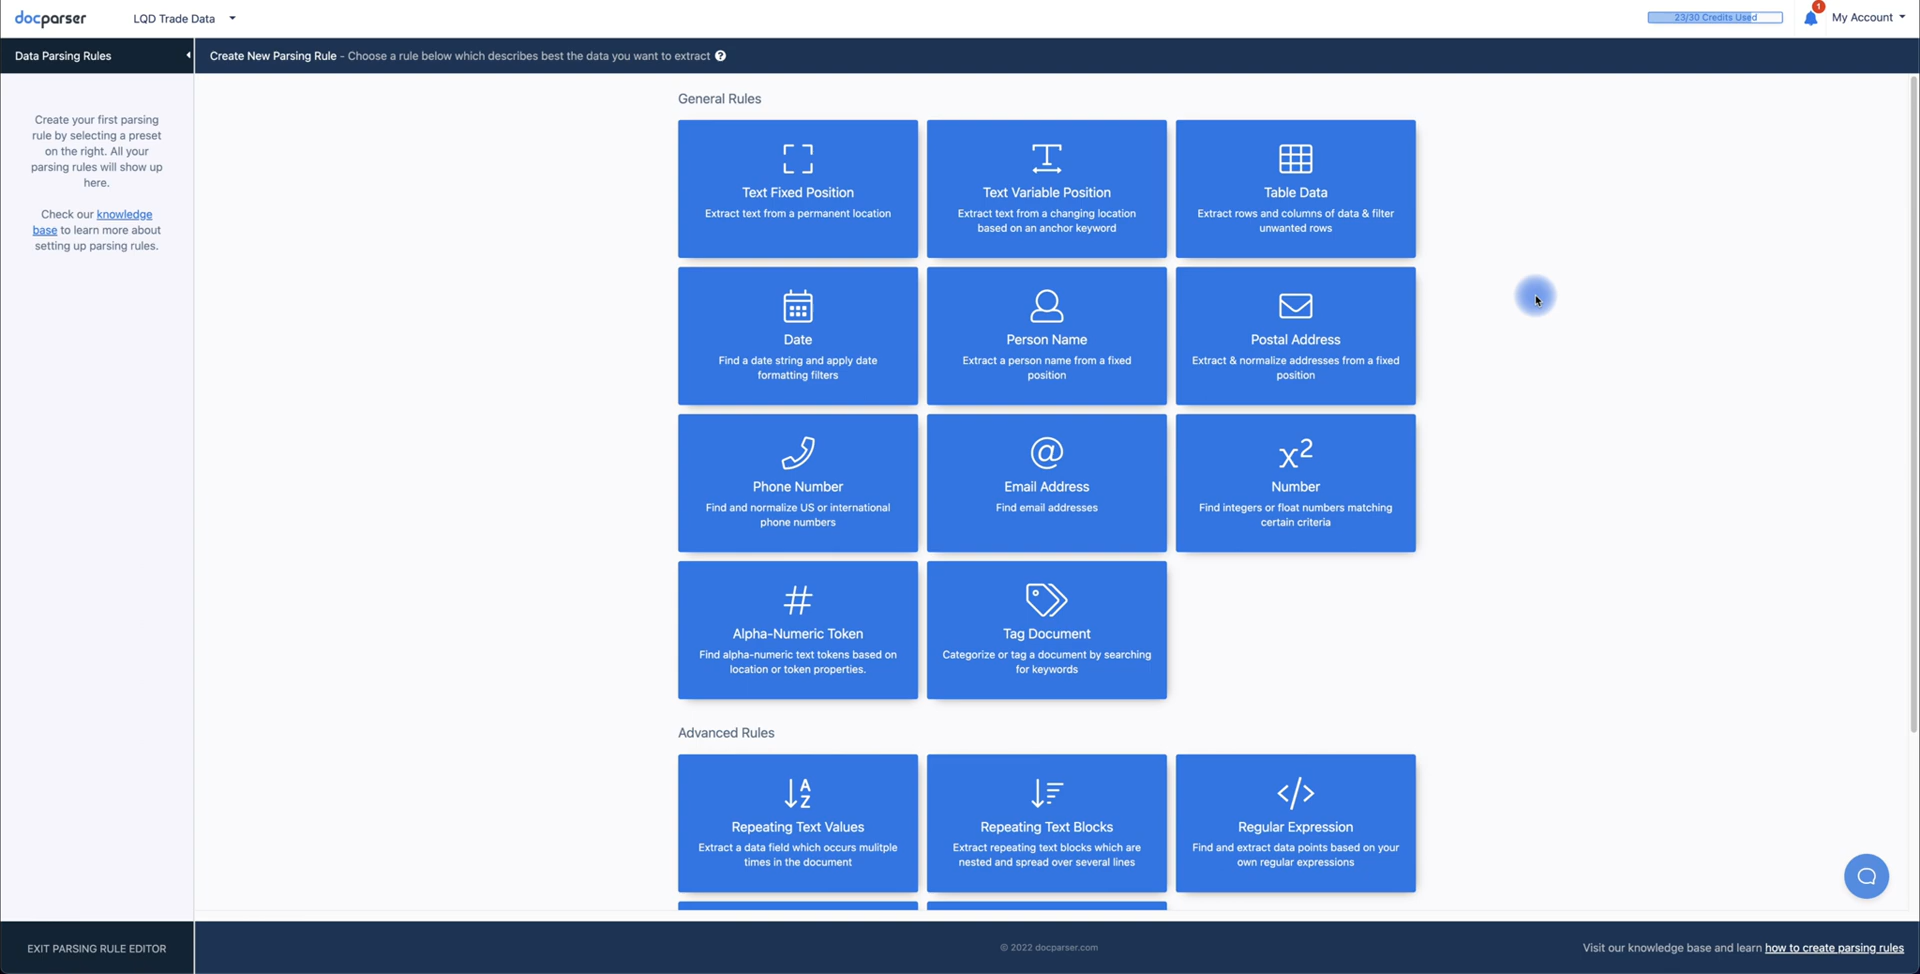 docparser
LQD Trade Data
23/30 Credits Used
1
My Account
Data Parsing Rules
Create New Parsing Rule - Choose a rule below which describes best the data you want to extract ?
Create your first parsing
rule by selecting a preset
on the right. All your
parsing rules will show up
here.
Check our knowledge
base to learn more about
setting up parsing rules.
General Rules
Text Fixed Position
Extract text from a permanent location
Text Variable Position
Extract text from a changing location
based on an anchor keyword
Table Data
Extract rows and columns of data & filter
unwanted rows
Date
Find a date string and apply date
formatting filters
Person Name
Extract a person name from a fixed
position
Postal Address
Extract & normalize addresses from a fixed
position
Phone Number
Find and normalize US or international
phone numbers
@
Email Address
Find email addresses
x²
Number
Find integers or float numbers matching
certain criteria
#
Alpha-Numeric Token
Find alpha-numeric text tokens based on
location or token properties.
Tag Document
Categorize or tag a document by searching
for keywords
Advanced Rules
A
Z
Repeating Text Values
Extract a data field which occurs mulitple
times in the document
Repeating Text Blocks
Extract repeating text blocks which are
nested and spread over several lines
</>
Regular Expression
Find and extract data points based on your
own regular expressions
EXIT PARSING RULE EDITOR
© 2022 docparser.com
Visit our knowledge base and learn how to create parsing rules